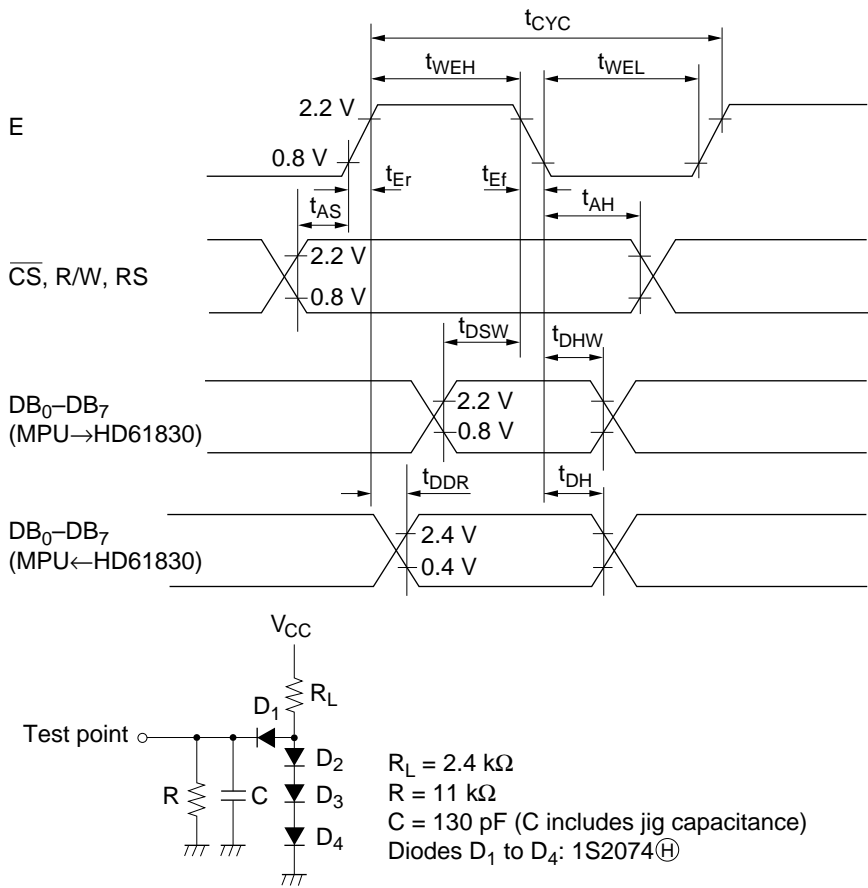 tCYC
tWEH tWEL
E
2.2 V
0.8 V
tEr tEf
tAS tAH
CS, R/W, RS
2.2 V
0.8 V
tDSW tDHW
DB0–DB7
(MPU→HD61830)
2.2 V
0.8 V
tDDR tDH
DB0–DB7
(MPU←HD61830)
2.4 V
0.4 V
VCC
RL
D1
Test point
D2
R C D3
D4
RL = 2.4 kΩ
R = 11 kΩ
C = 130 pF (C includes jig capacitance)
Diodes D1 to D4: 1S2074Ⓗ